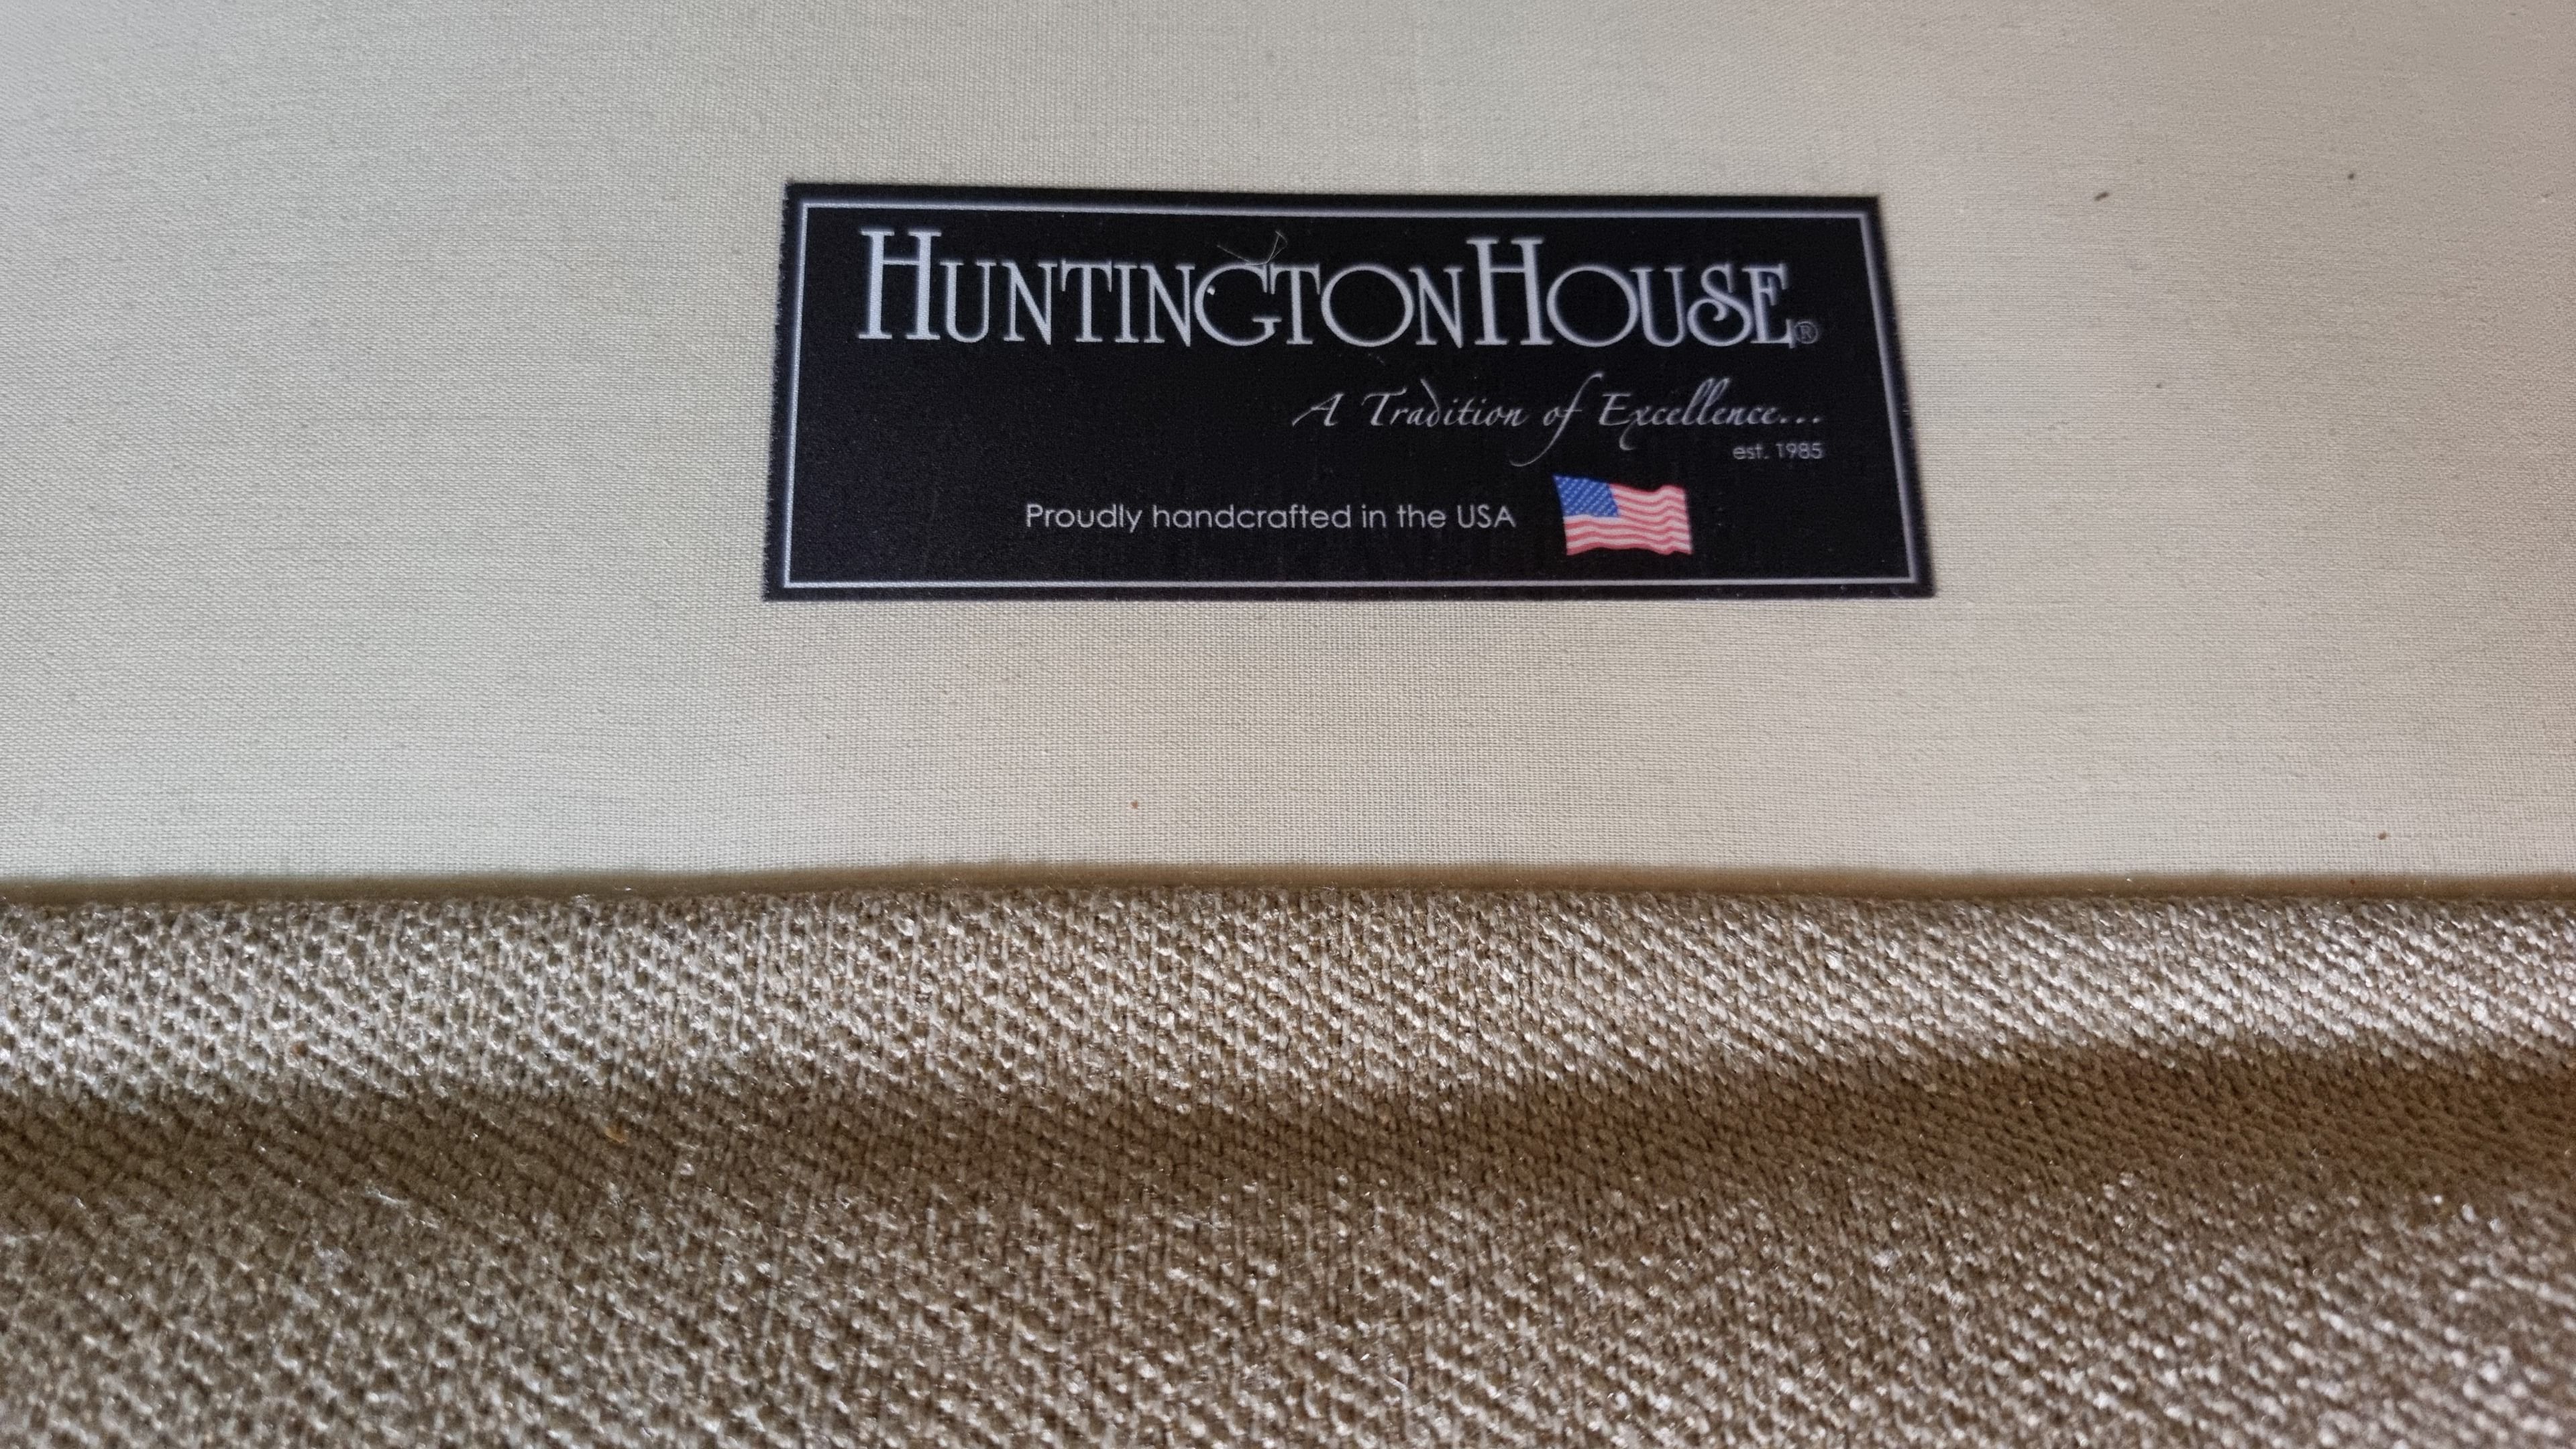 HUNTINGTONHOUSE®
A Tradition of Excellence...
est. 1985
Proudly handcrafted in the USA